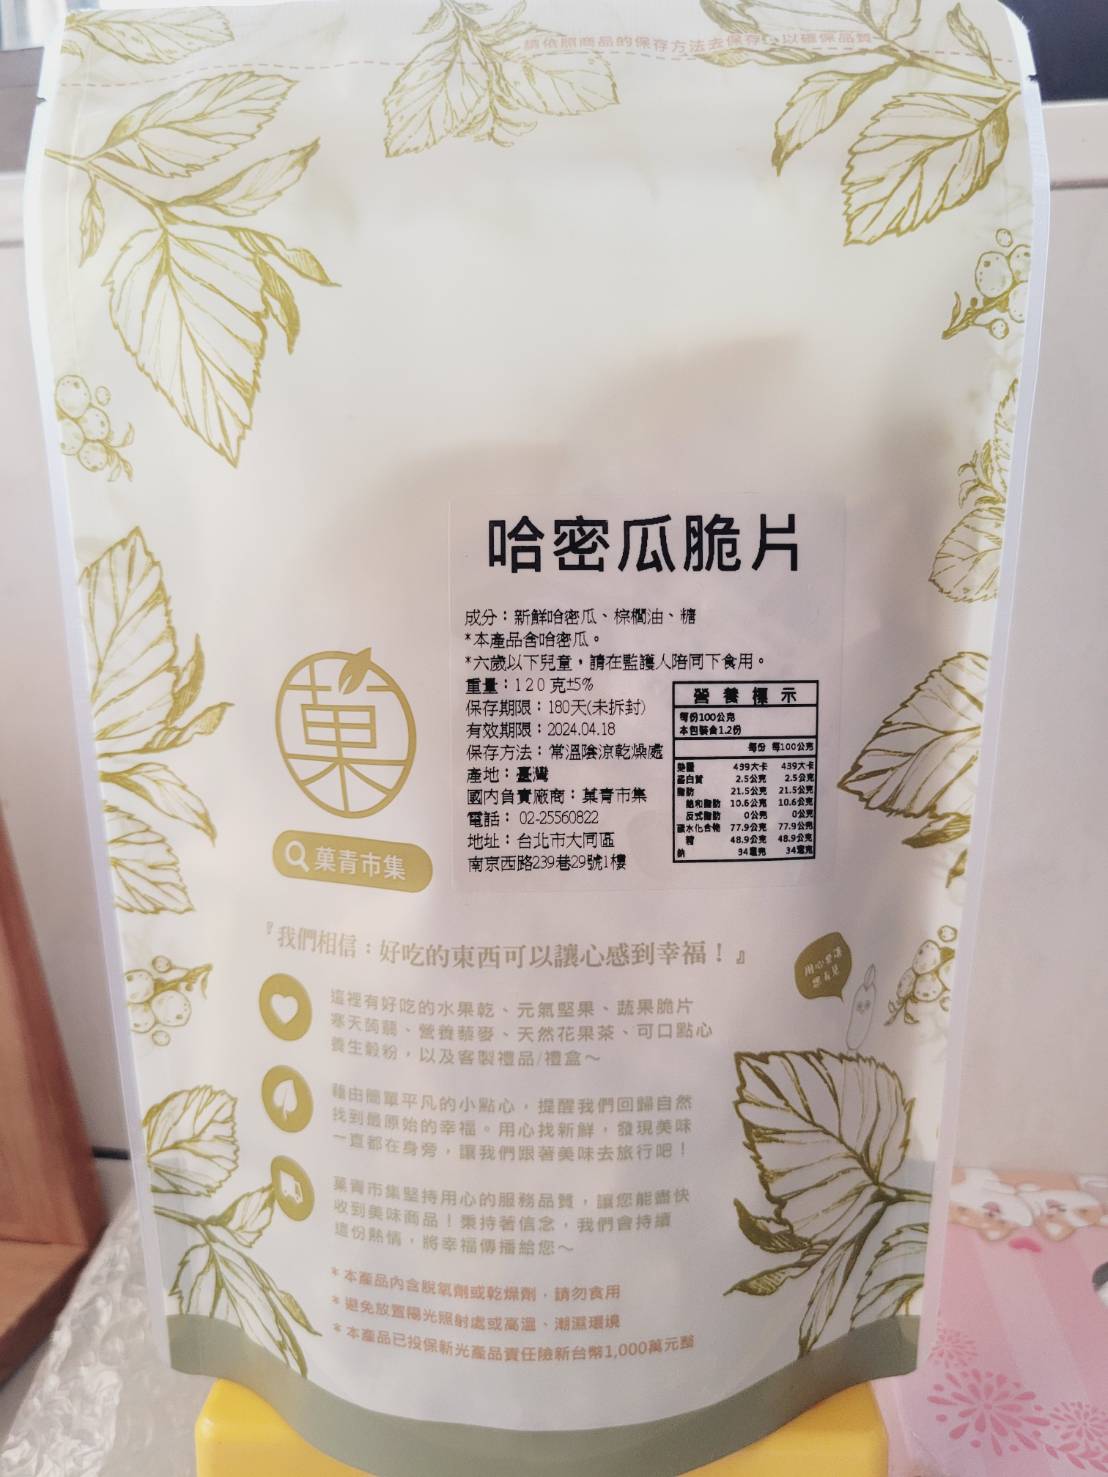 請依照商品的保存方法去保存，以確保品質
哈密瓜脆片
成分：新鮮哈密瓜、棕櫚油、糖
*本產品含哈密瓜。
*六歲以下兒童，請在監護人陪同下食用。
重量：120克±5%
保存期限：180天(未拆封)
有效期限：2024.04.18
保存方法：常溫陰涼乾燥處
產地：臺灣
國內負責廠商：菓青市集
電話：02-25560822
地址：台北市大同區
南京西路239巷29號1樓
營養標示
每份100公克
本包裝含1.2份
每份 每100公克
熱量 499大卡 439大卡
蛋白質 2.5公克 2.5公克
脂肪 21.5公克 21.5公克
飽和脂肪 10.6公克 10.6公克
反式脂肪 0公克 0公克
碳水化合物 77.9公克 77.9公克
糖 48.9公克 48.9公克
鈉 34毫克 34毫克
菓
菓青市集
『我們相信：好吃的東西可以讓心感到幸福！』
這裡有好吃的水果乾、元氣堅果、蔬果脆片
寒天蒟蒻、營養藜麥、天然花果茶、可口點心
養生穀粉，以及客製禮品/禮盒～
藉由簡單平凡的小點心，提醒我們回歸自然
找到最原始的幸福。用心找新鮮，發現美味
一直都在身旁，讓我們跟著美味去旅行吧！
菓青市集堅持用心的服務品質，讓您能盡快
收到美味商品！秉持著信念，我們會持續
這份熱情，將幸福傳播給您～
*本產品內含脫氧劑或乾燥劑，請勿食用
*避免放置陽光照射處或高溫、潮濕環境
*本產品已投保新光產品責任險新台幣1,000萬元整